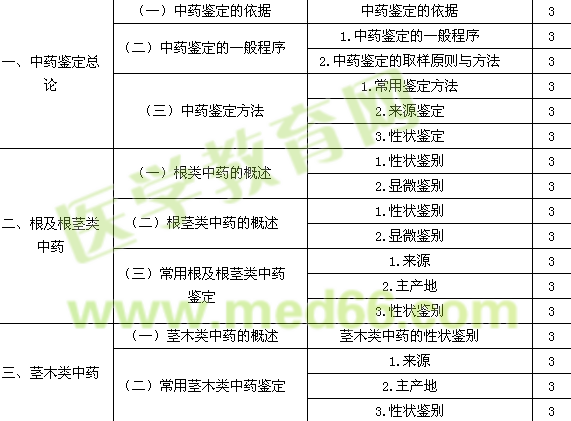 （一）中药鉴定的依据 中药鉴定的依据 3
一、中药鉴定总论
（二）中药鉴定的一般程序 1.中药鉴定的一般程序 3
2.中药鉴定的取样原则与方法 3
（三）中药鉴定方法 1.常用鉴定方法 3
2.来源鉴定 3
3.性状鉴定 3
二、根及根茎类中药
（一）根类中药的概述 1.性状鉴别 3
2.显微鉴别 3
（二）根茎类中药的概述 1.性状鉴别 3
2.显微鉴别 3
（三）常用根及根茎类中药鉴定 1.来源 3
2.主产地 3
3.性状鉴别 3
三、茎木类中药
（一）茎木类中药的概述 茎木类中药的性状鉴别 3
（二）常用茎木类中药鉴定 1.来源 3
2.主产地 3
3.性状鉴别 3
医学教育网
www.med66.com